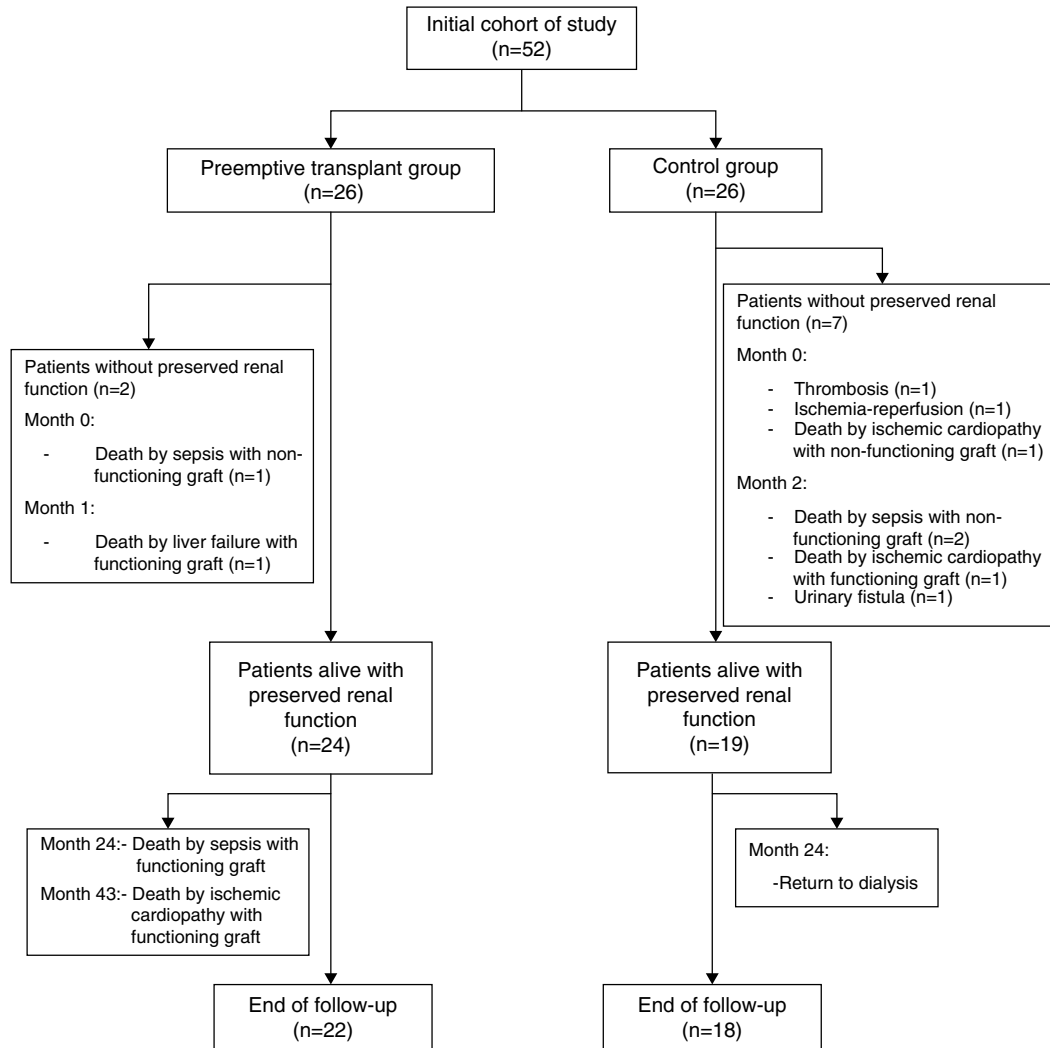 Initial cohort of study
(n=52)
Preemptive transplant group
(n=26)
Control group
(n=26)
Patients without preserved renal
function (n=2)
Month 0:
- Death by sepsis with non-
functioning graft (n=1)
Month 1:
- Death by liver failure with
functioning graft (n=1)
Patients without preserved renal
function (n=7)
Month 0:
- Thrombosis (n=1)
- Ischemia-reperfusion (n=1)
- Death by ischemic cardiopathy
with non-functioning graft (n=1)
Month 2:
- Death by sepsis with non-
functioning graft (n=2)
- Death by ischemic cardiopathy
with functioning graft (n=1)
- Urinary fistula (n=1)
Patients alive with
preserved renal
function
(n=24)
Patients alive with
preserved renal
function
(n=19)
Month 24:- Death by sepsis with
functioning graft
Month 43:- Death by ischemic
cardiopathy with
functioning graft
Month 24:
-Return to dialysis
End of follow-up
(n=22)
End of follow-up
(n=18)